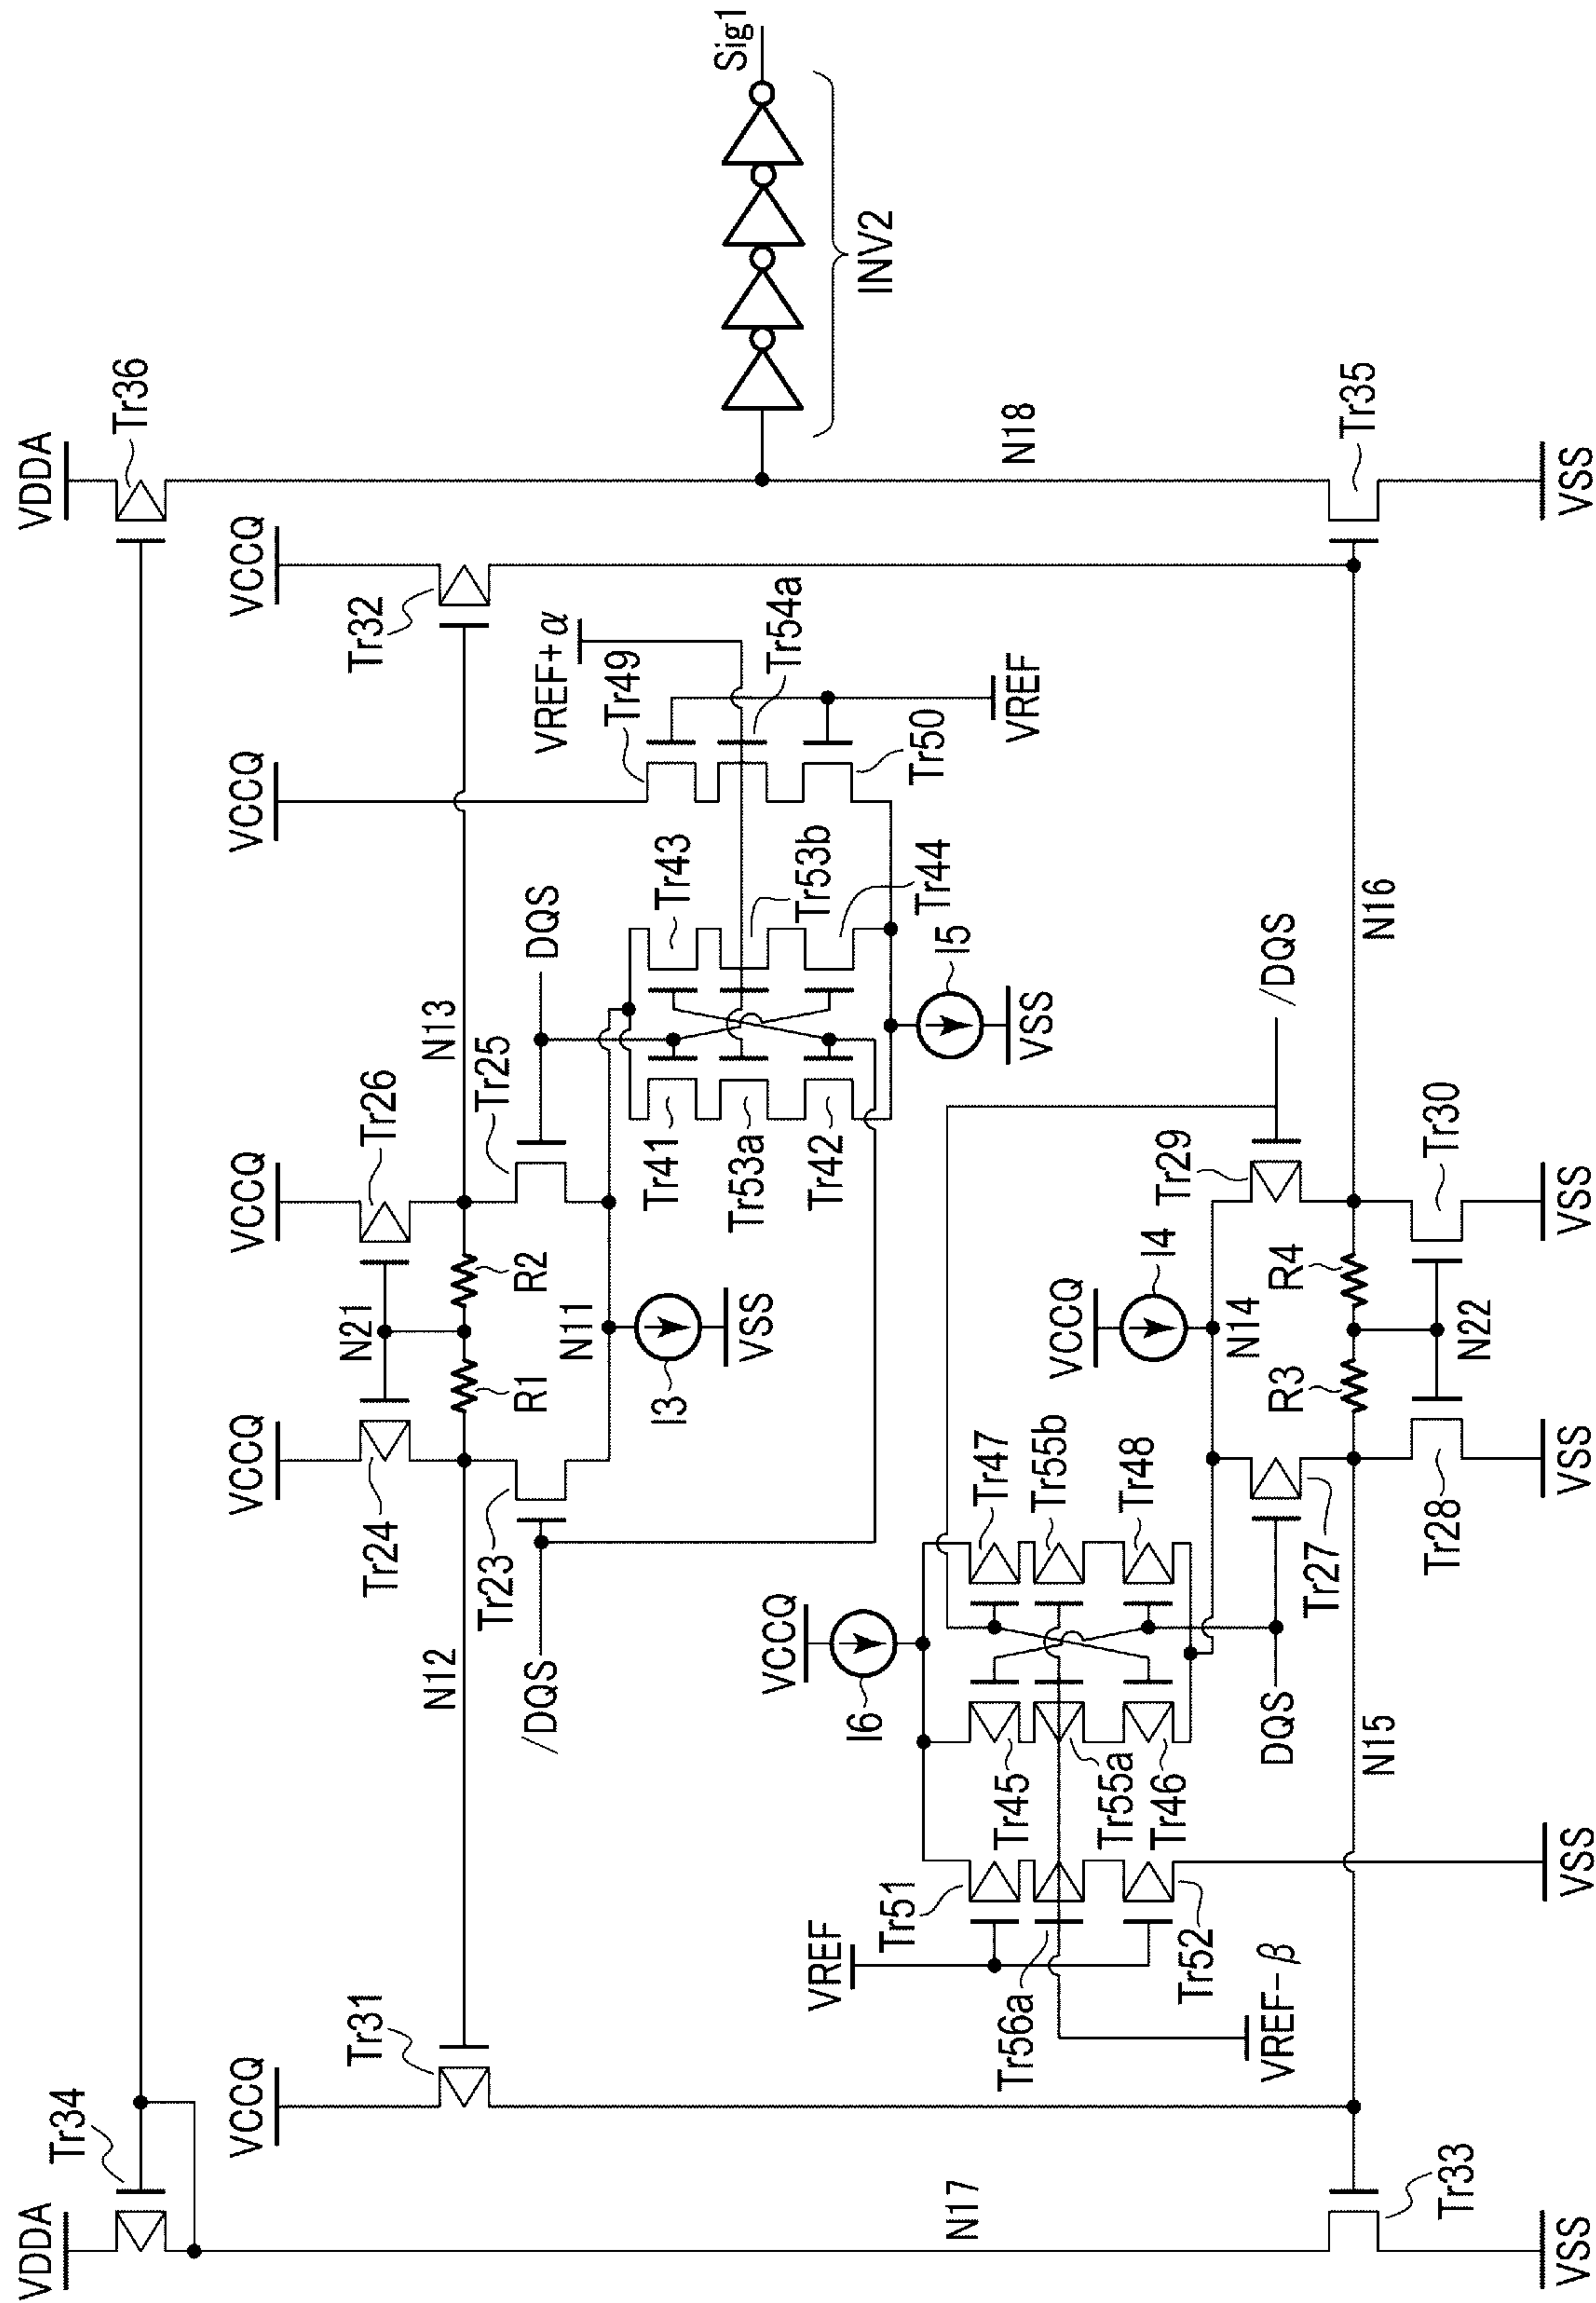 VDDA
Tr34
VDDA
Tr36
VCCQ
Tr31
VCCQ
Tr24
N21
VCCQ
Tr26
VCCQ
VCCQ
Tr32
N12
R1
R2
N13
/DQS
Tr23
N11
I3
VSS
Tr25
DQS
VREF+α
Tr49
Tr54a
Tr41
Tr43
Tr53a
Tr53b
Tr42
Tr44
Tr50
I5
VSS
VREF
Sig1
INV2
VCCQ
I6
VREF
Tr51
Tr45
Tr47
Tr56a
Tr55a
Tr55b
Tr52
Tr46
Tr48
VREF-β
VCCQ
I4
N14
Tr29
/DQS
DQS
Tr27
R3
R4
N17
N15
N16
N18
Tr33
Tr28
N22
Tr30
Tr35
VSS
VSS
VSS
VSS
VSS